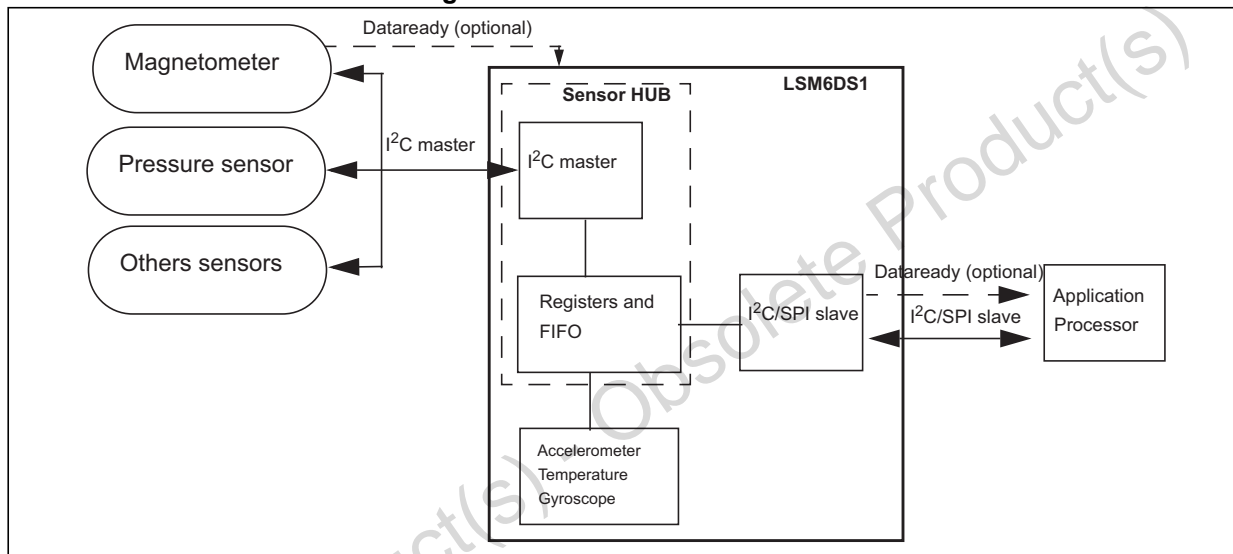 Dataready (optional)
Magnetometer
LSM6DS1
Sensor HUB
I²C master
I²C master
Pressure sensor
Others sensors
Registers and
FIFO
I²C/SPI slave
Dataready (optional)
I²C/SPI slave
Application
Processor
Accelerometer
Temperature
Gyroscope
Obsolete Product(s)